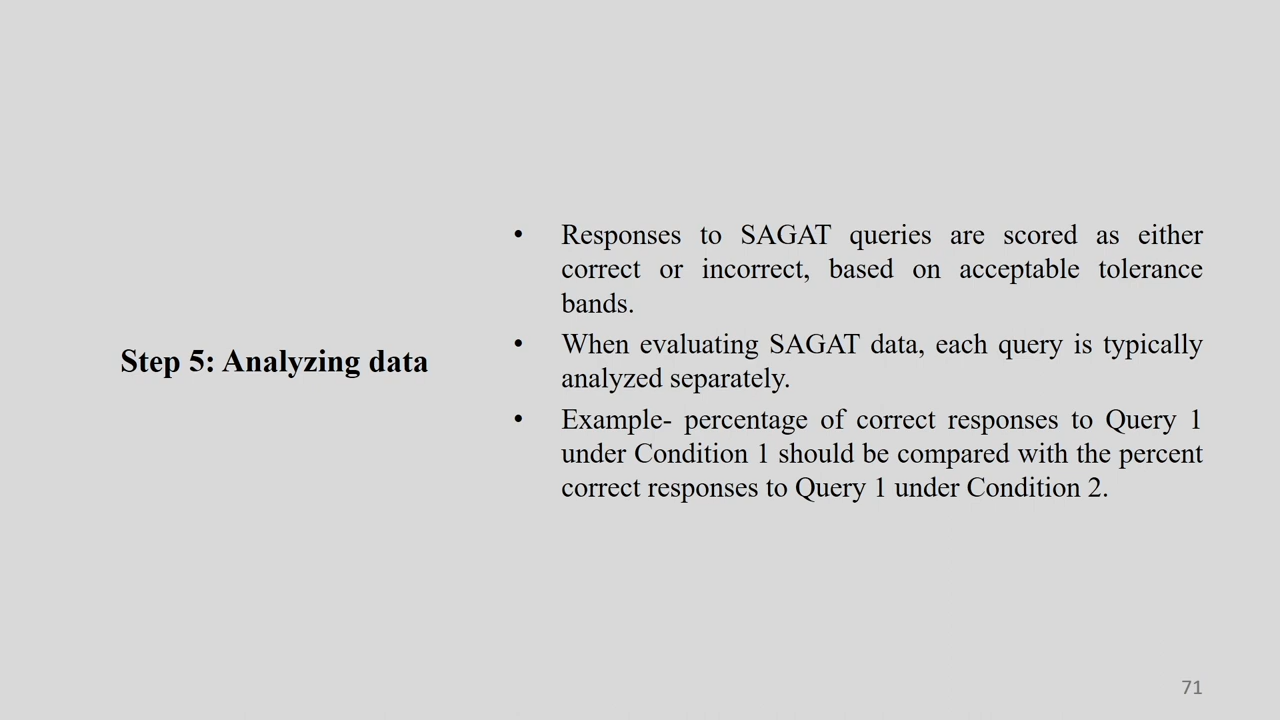 Step 5: Analyzing data
• Responses to SAGAT queries are scored as either
correct or incorrect, based on acceptable tolerance
bands.
• When evaluating SAGAT data, each query is typically
analyzed separately.
• Example- percentage of correct responses to Query 1
under Condition 1 should be compared with the percent
correct responses to Query 1 under Condition 2.
71